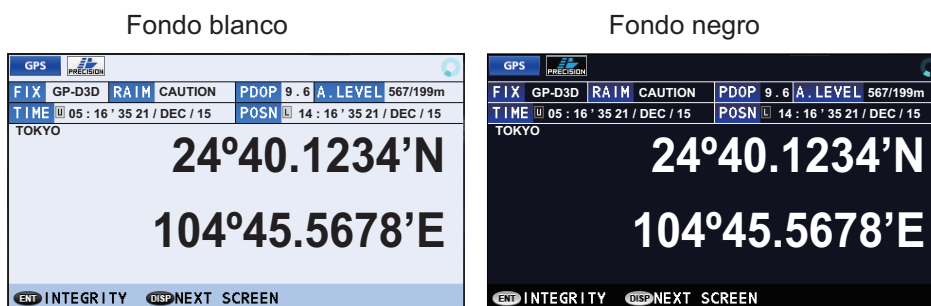 Fondo blanco
GPS PRECISION
FIX GP-D3D RAIM CAUTION PDOP 9.6 A.LEVEL 567/199m
TIME U 05 : 16 ' 35 21 / DEC / 15 POSN L 14 : 16 ' 35 21 / DEC / 15
TOKYO
24º40.1234’N
104º45.5678’E
ENT INTEGRITY DISP NEXT SCREEN
Fondo negro
GPS PRECISION
FIX GP-D3D RAIM CAUTION PDOP 9.6 A.LEVEL 567/199m
TIME U 05 : 16 ' 35 21 / DEC / 15 POSN L 14 : 16 ' 35 21 / DEC / 15
TOKYO
24º40.1234’N
104º45.5678’E
ENT INTEGRITY DISP NEXT SCREEN